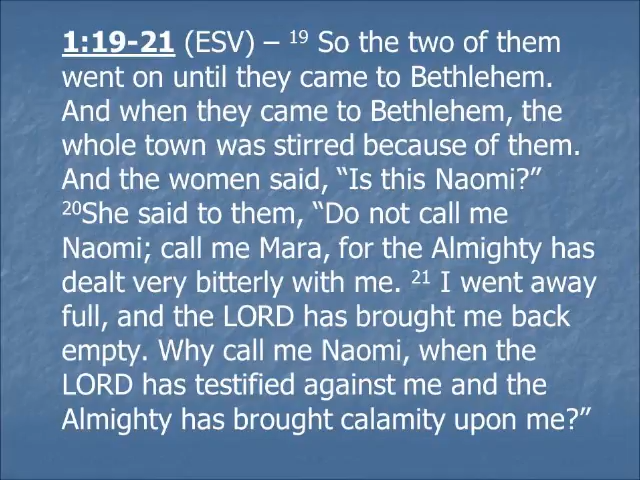 1:19-21 (ESV) – 19 So the two of them
went on until they came to Bethlehem.
And when they came to Bethlehem, the
whole town was stirred because of them.
And the women said, “Is this Naomi?”
20She said to them, “Do not call me
Naomi; call me Mara, for the Almighty has
dealt very bitterly with me. 21 I went away
full, and the LORD has brought me back
empty. Why call me Naomi, when the
LORD has testified against me and the
Almighty has brought calamity upon me?”